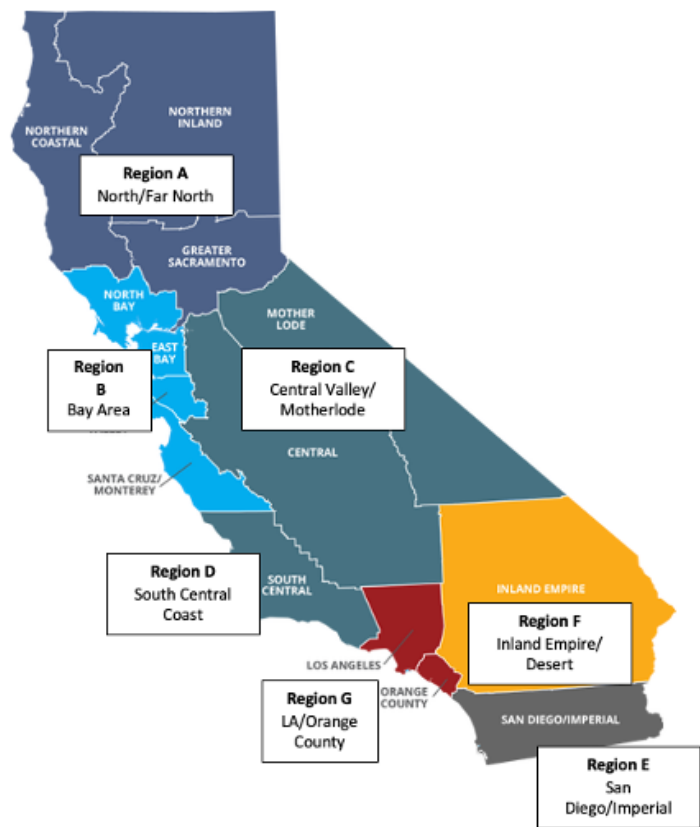 NORTHERN
COASTAL
NORTHERN
INLAND
Region A
North/Far North
GREATER
SACRAMENTO
NORTH
BAY
MOTHER
LODE
EAST
BAY
Region
B
Bay Area
Region C
Central Valley/
Motherlode
CENTRAL
SANTA CRUZ/
MONTEREY
Region D
South Central
Coast
SOUTH
CENTRAL
INLAND EMPIRE
Region F
Inland Empire/
Desert
LOS ANGELES
ORANGE
COUNTY
Region G
LA/Orange
County
SAN DIEGO/IMPERIAL
Region E
San
Diego/Imperial